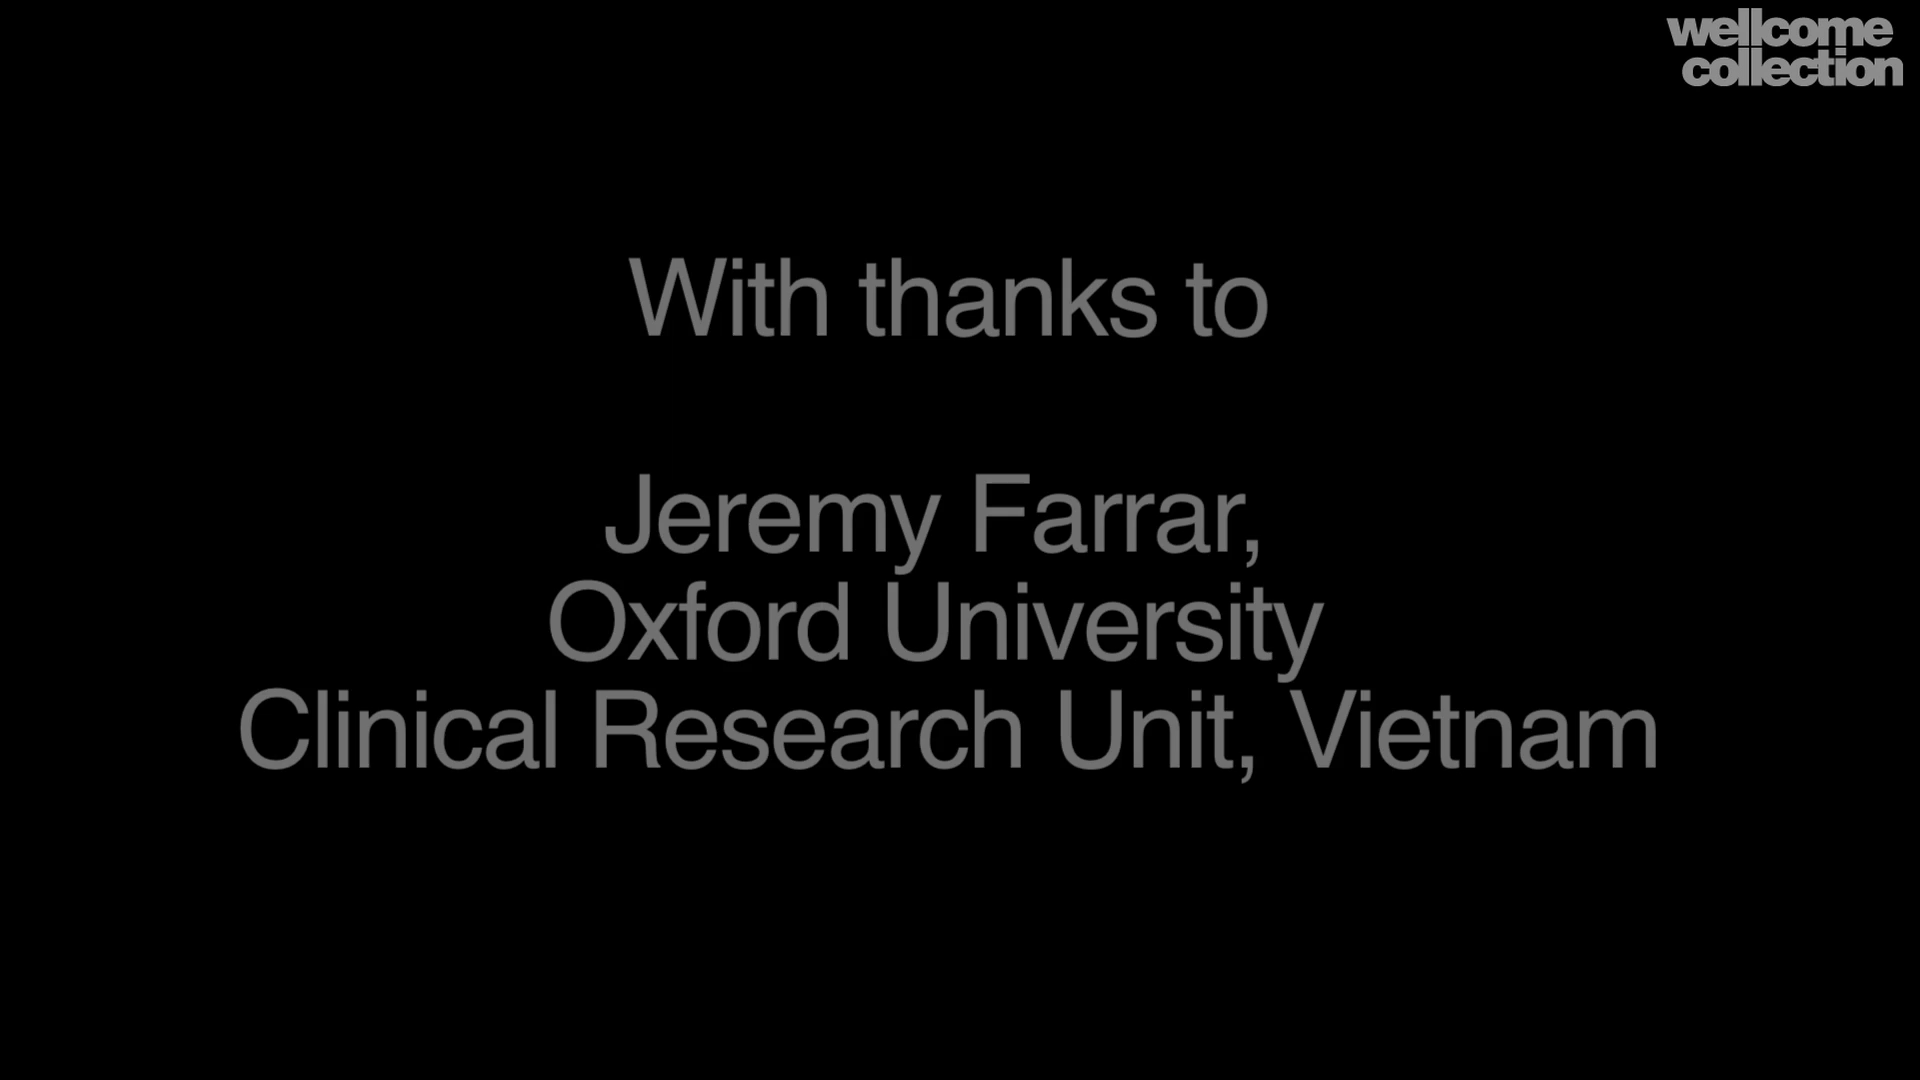 wellcome
collection
With thanks to
Jeremy Farrar,
Oxford University
Clinical Research Unit, Vietnam